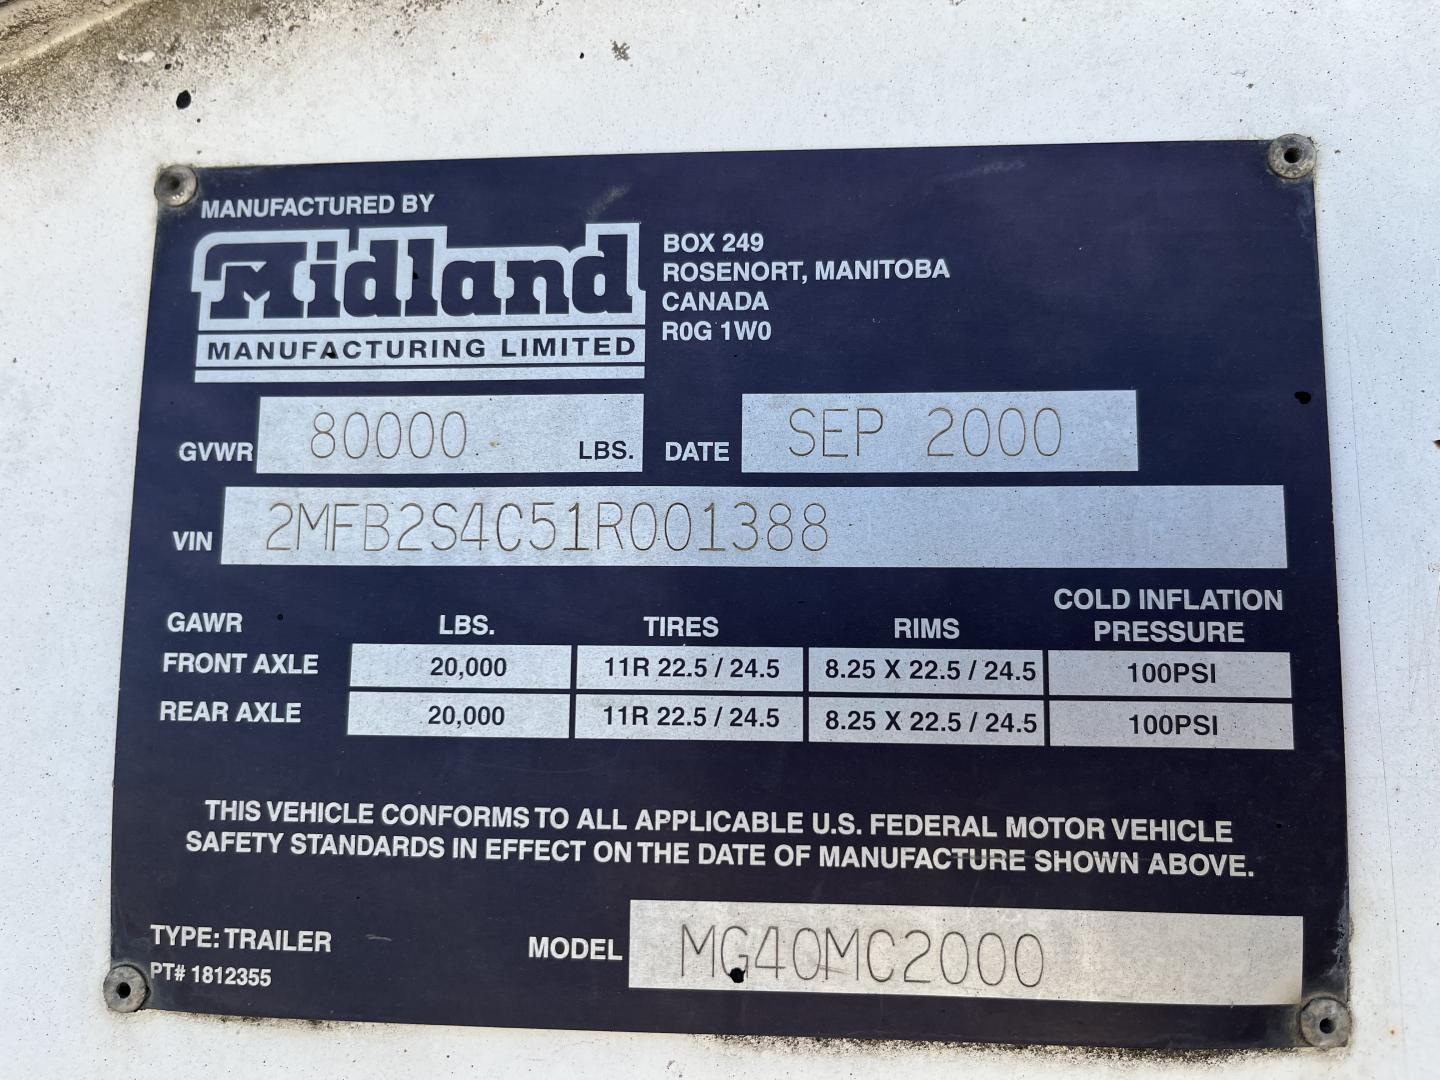 MANUFACTURED BY
Midland
MANUFACTURING LIMITED
BOX 249
ROSENORT, MANITOBA
CANADA
R0G 1W0
GVWR 80000 LBS. DATE SEP 2000
VIN 2MFB2S4C51R001388
GAWR LBS. TIRES RIMS COLD INFLATION PRESSURE
FRONT AXLE 20,000 11R 22.5 / 24.5 8.25 X 22.5 / 24.5 100PSI
REAR AXLE 20,000 11R 22.5 / 24.5 8.25 X 22.5 / 24.5 100PSI
THIS VEHICLE CONFORMS TO ALL APPLICABLE U.S. FEDERAL MOTOR VEHICLE
SAFETY STANDARDS IN EFFECT ON THE DATE OF MANUFACTURE SHOWN ABOVE.
TYPE: TRAILER
PT# 1812355
MODEL MG40MC2000